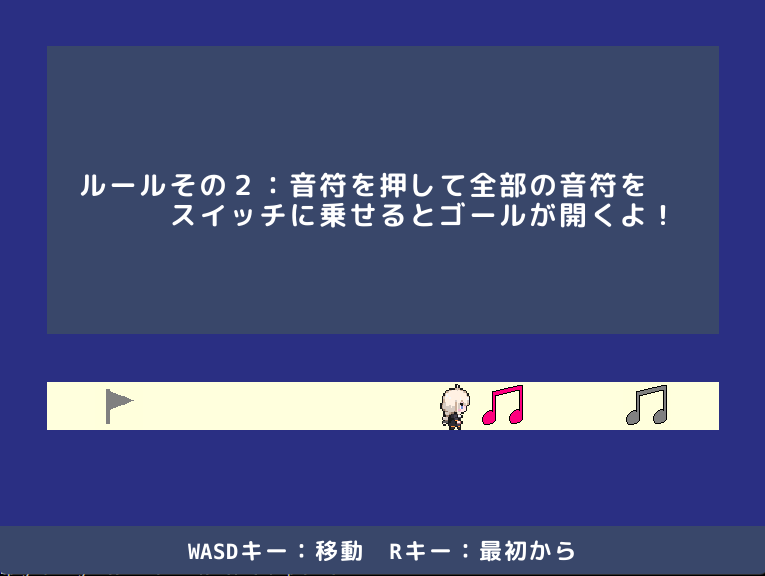 ルールその２：音符を押して全部の音符を
スイッチに乗せるとゴールが開くよ！
WASDキー：移動　Rキー：最初から